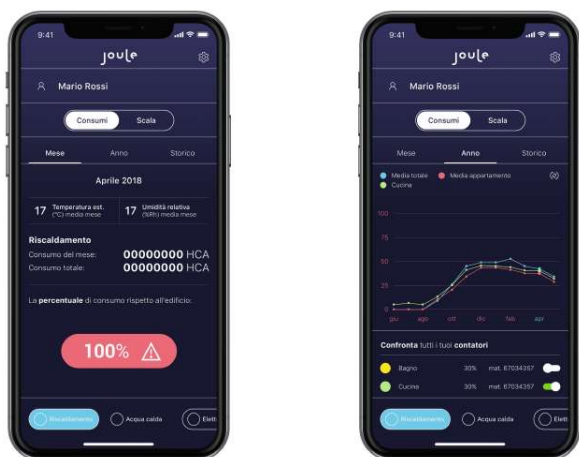 9:41
joule
Mario Rossi
Consumi Scala
Mese Anno Storico
Aprile 2018
17 Temperatura est. (°C) media mese
17 Umidità relativa (%Rh) media mese
Riscaldamento
Consumo del mese: 00000000 HCA
Consumo totale: 00000000 HCA
La percentuale di consumo rispetto all'edificio:
100%
Riscaldamento Acqua calda Elett
9:41
joule
Mario Rossi
Consumi Scala
Mese Anno Storico
Media totale Media appartamento
Cucina
100
75
50
25
0
giu ago ott dic feb apr
Confronta tutti i tuoi contatori
Bagno 30% mat. 67034357
Cucina 30% mat. 67034357
Riscaldamento Acqua calda Elett